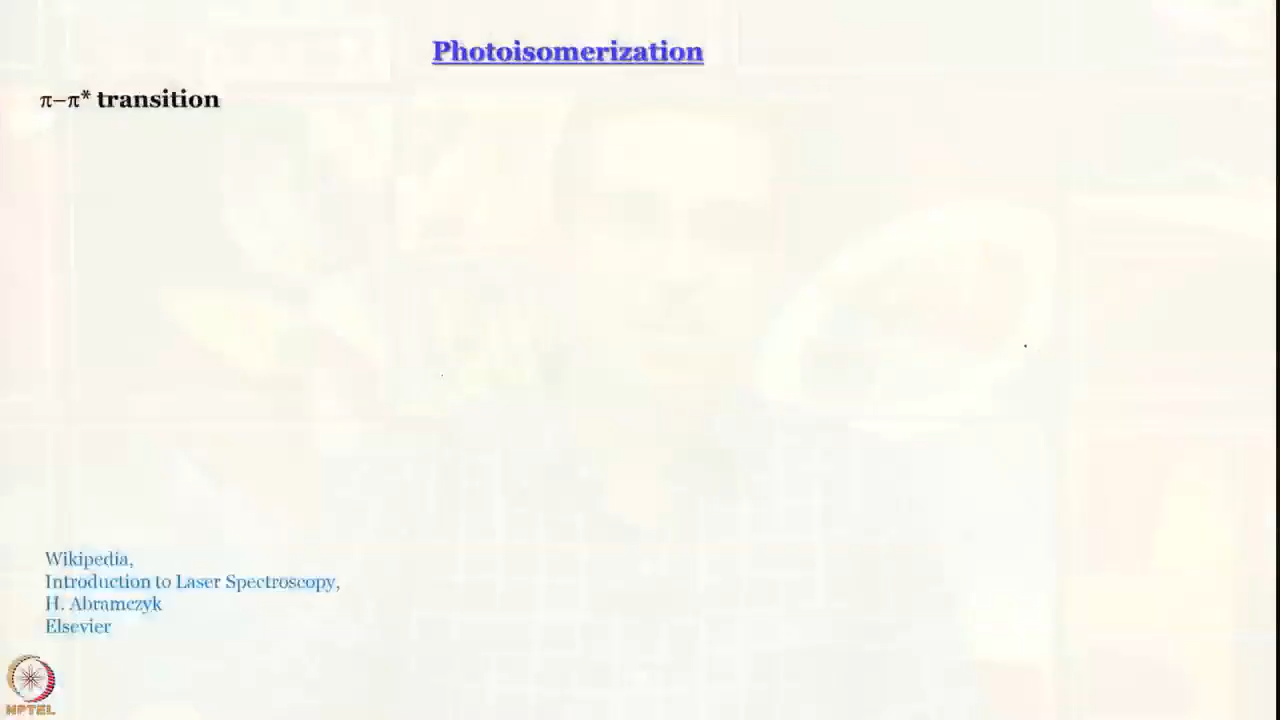 Photoisomerization
π–π* transition
Wikipedia,
Introduction to Laser Spectroscopy,
H. Abramczyk
Elsevier
NPTEL